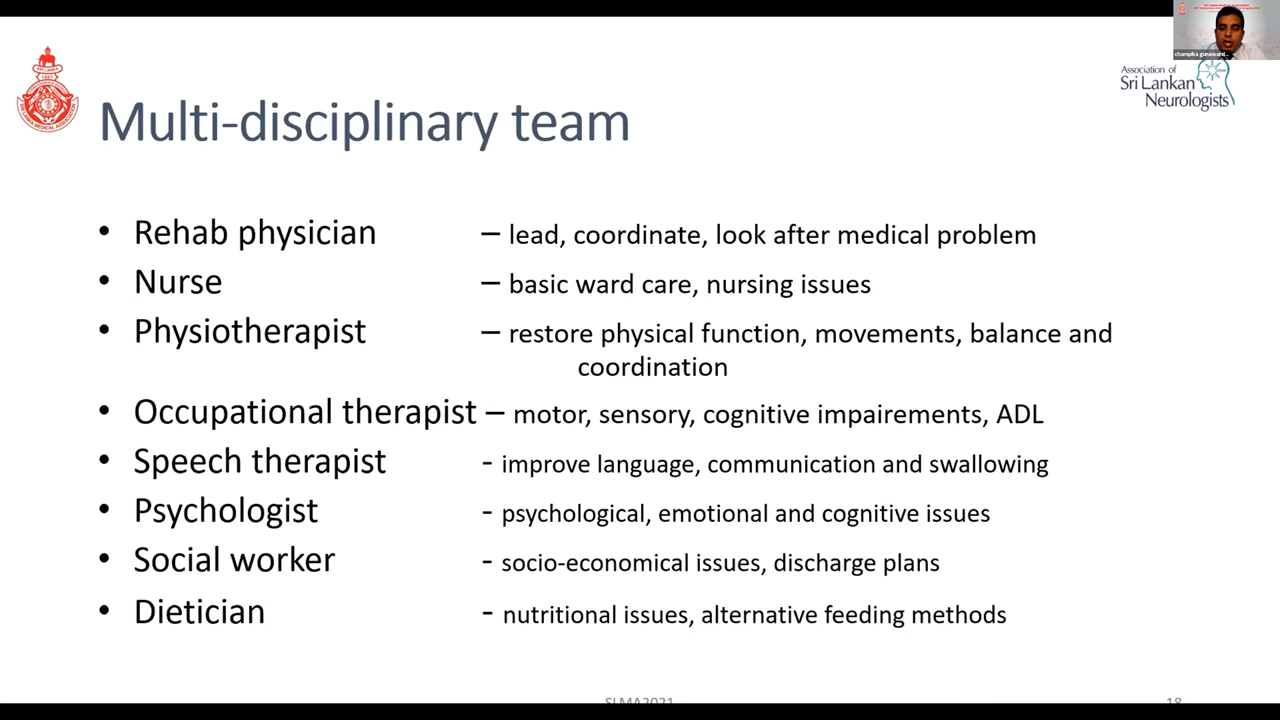 champika gunaward...
Association of
Sri Lankan
Neurologists
Multi-disciplinary team
• Rehab physician – lead, coordinate, look after medical problem
• Nurse – basic ward care, nursing issues
• Physiotherapist – restore physical function, movements, balance and
coordination
• Occupational therapist – motor, sensory, cognitive impairements, ADL
• Speech therapist - improve language, communication and swallowing
• Psychologist - psychological, emotional and cognitive issues
• Social worker - socio-economical issues, discharge plans
• Dietician - nutritional issues, alternative feeding methods
SLMA2021 18